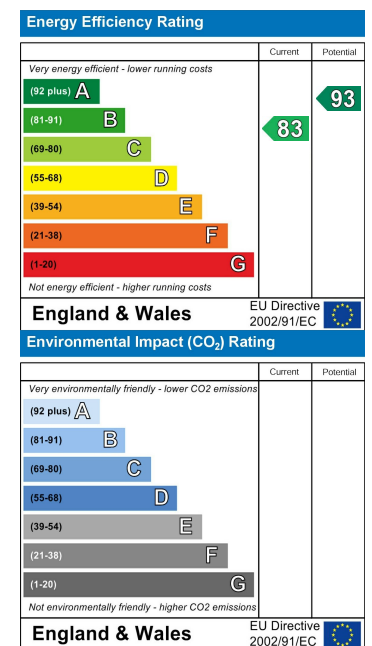 Energy Efficiency Rating
Current Potential
Very energy efficient - lower running costs
(92 plus) A
93
(81-91) B
83
(69-80) C
(55-68) D
(39-54) E
(21-38) F
(1-20) G
Not energy efficient - higher running costs
England & Wales
EU Directive
2002/91/EC
Environmental Impact (CO₂) Rating
Current Potential
Very environmentally friendly - lower CO2 emissions
(92 plus) A
(81-91) B
(69-80) C
(55-68) D
(39-54) E
(21-38) F
(1-20) G
Not environmentally friendly - higher CO2 emissions
England & Wales
EU Directive
2002/91/EC